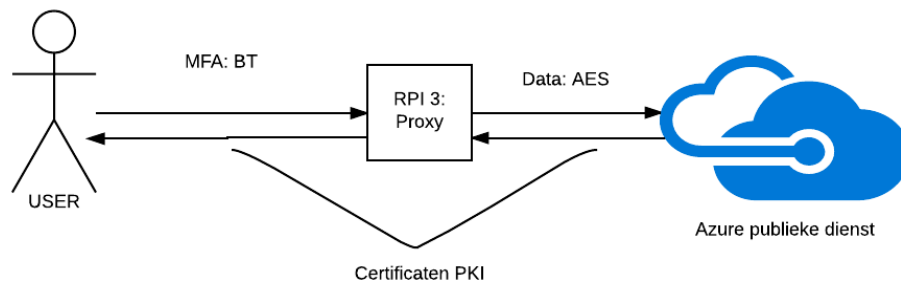 MFA: BT
Data: AES
RPI 3:
Proxy
USER
Azure publieke dienst
Certificaten PKI